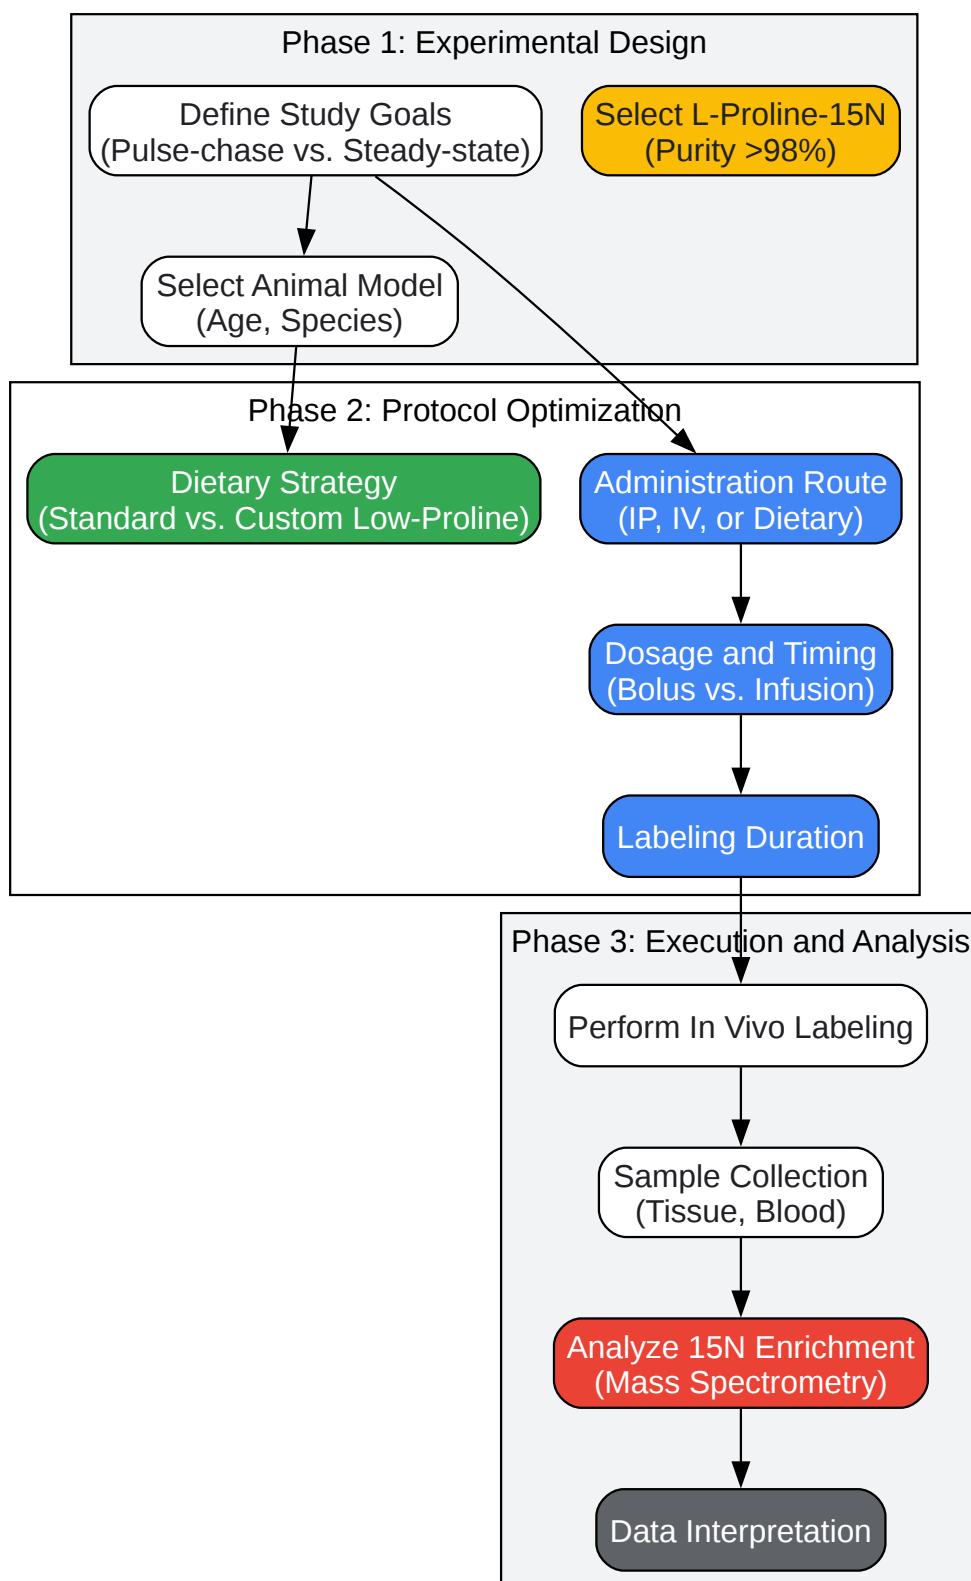 Phase 1: Experimental Design
Define Study Goals
(Pulse-chase vs. Steady-state)
Select L-Proline-15N
(Purity >98%)
Select Animal Model
(Age, Species)
Phase 2: Protocol Optimization
Dietary Strategy
(Standard vs. Custom Low-Proline)
Administration Route
(IP, IV, or Dietary)
Dosage and Timing
(Bolus vs. Infusion)
Labeling Duration
Phase 3: Execution and Analysis
Perform In Vivo Labeling
Sample Collection
(Tissue, Blood)
Analyze 15N Enrichment
(Mass Spectrometry)
Data Interpretation